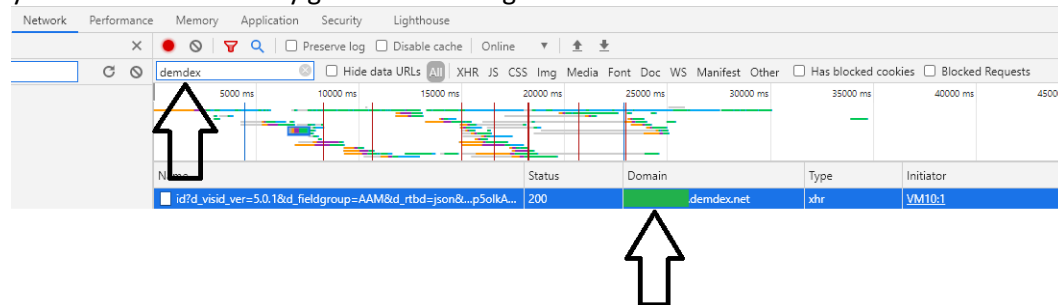 Network Performance Memory Application Security Lighthouse
Preserve log Disable cache Online
demdex Hide data URLs All XHR JS CSS Img Media Font Doc WS Manifest Other Has blocked cookies Blocked Requests
5000 ms 10000 ms 15000 ms 20000 ms 25000 ms 30000 ms 35000 ms 40000 ms 4500
Status Domain Type Initiator
id?d_visid_ver=5.0.1&d_fieldgroup=AAM&d_rtbd=json&...p5olkA... 200 .demdex.net xhr VM10:1